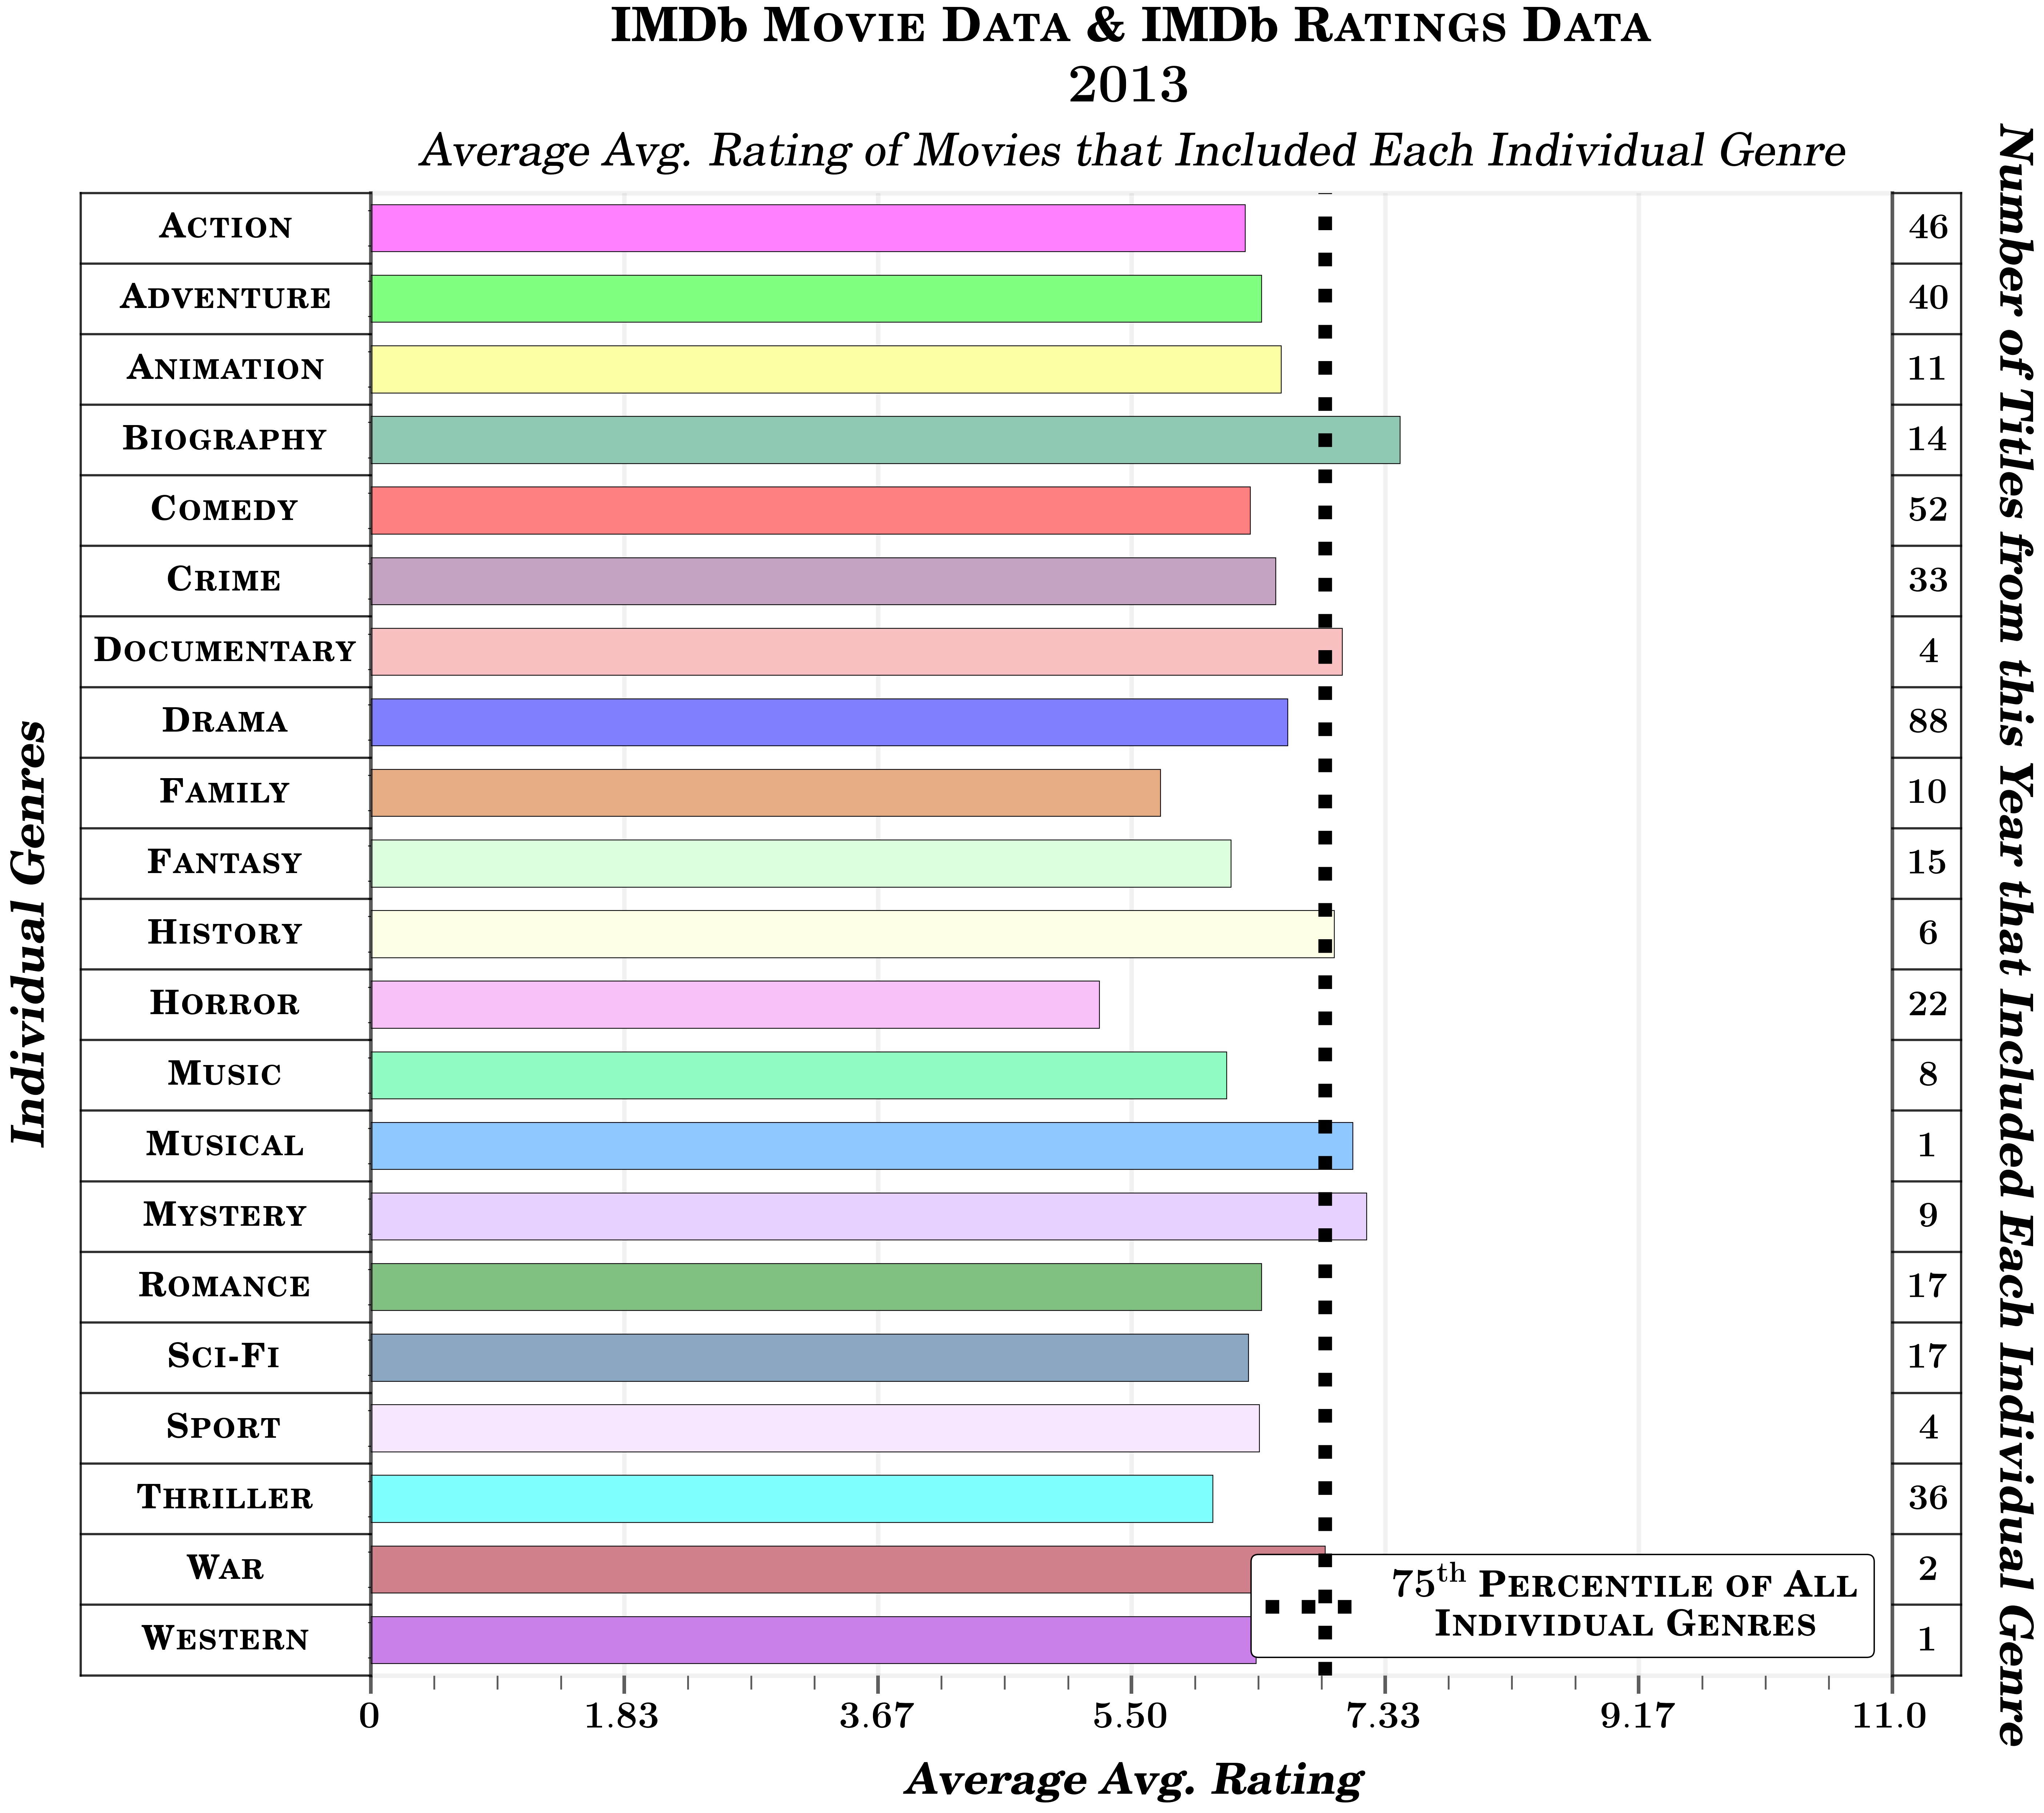 IMDb Movie Data & IMDb Ratings Data
2013
Average Avg. Rating of Movies that Included Each Individual Genre
Individual Genres
Number of Titles from this Year that Included Each Individual Genre
Action 46
Adventure 40
Animation 11
Biography 14
Comedy 52
Crime 33
Documentary 4
Drama 88
Family 10
Fantasy 15
History 6
Horror 22
Music 8
Musical 1
Mystery 9
Romance 17
Sci-Fi 17
Sport 4
Thriller 36
War 2
Western 1
75th Percentile of All
Individual Genres
0 1.83 3.67 5.50 7.33 9.17 11.0
Average Avg. Rating